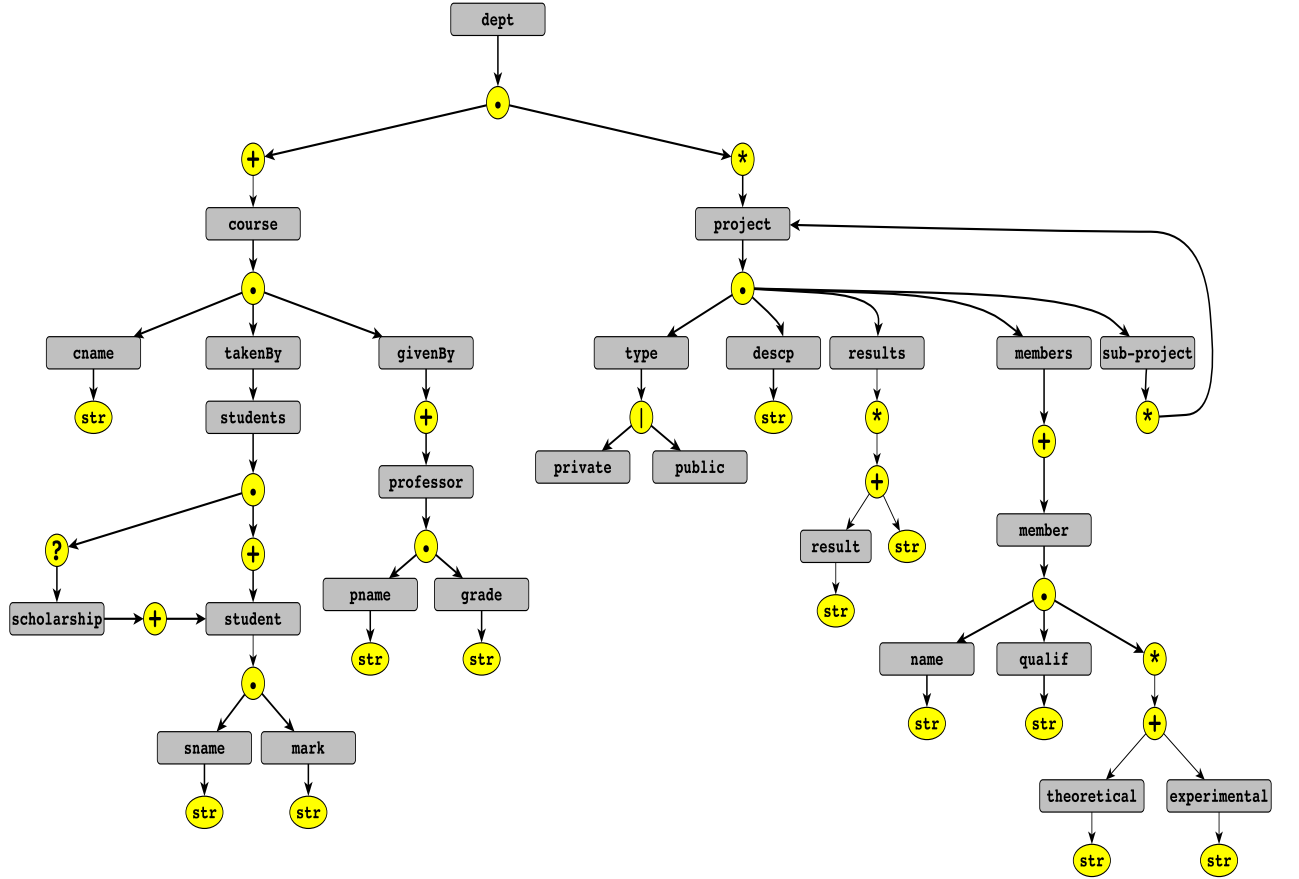 dept
.
+
*
course
project
.
.
cname
takenBy
givenBy
type
descp
results
members
sub-project
str
students
+
|
str
*
+
*
professor
private
public
+
.
?
+
.
result
str
member
scholarship
+
student
pname
grade
str
.
str
str
name
qualif
*
.
str
str
+
sname
mark
theoretical
experimental
str
str
str
str